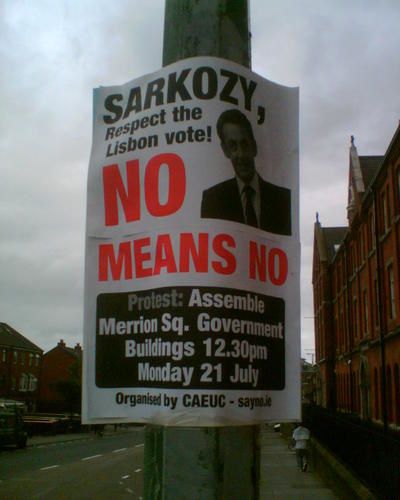 SARKOZY,
Respect the
Lisbon vote!
NO
MEANS NO
Protest: Assemble
Merrion Sq. Government
Buildings 12.30pm
Monday 21 July
Organised by CAEUC - sayno.ie